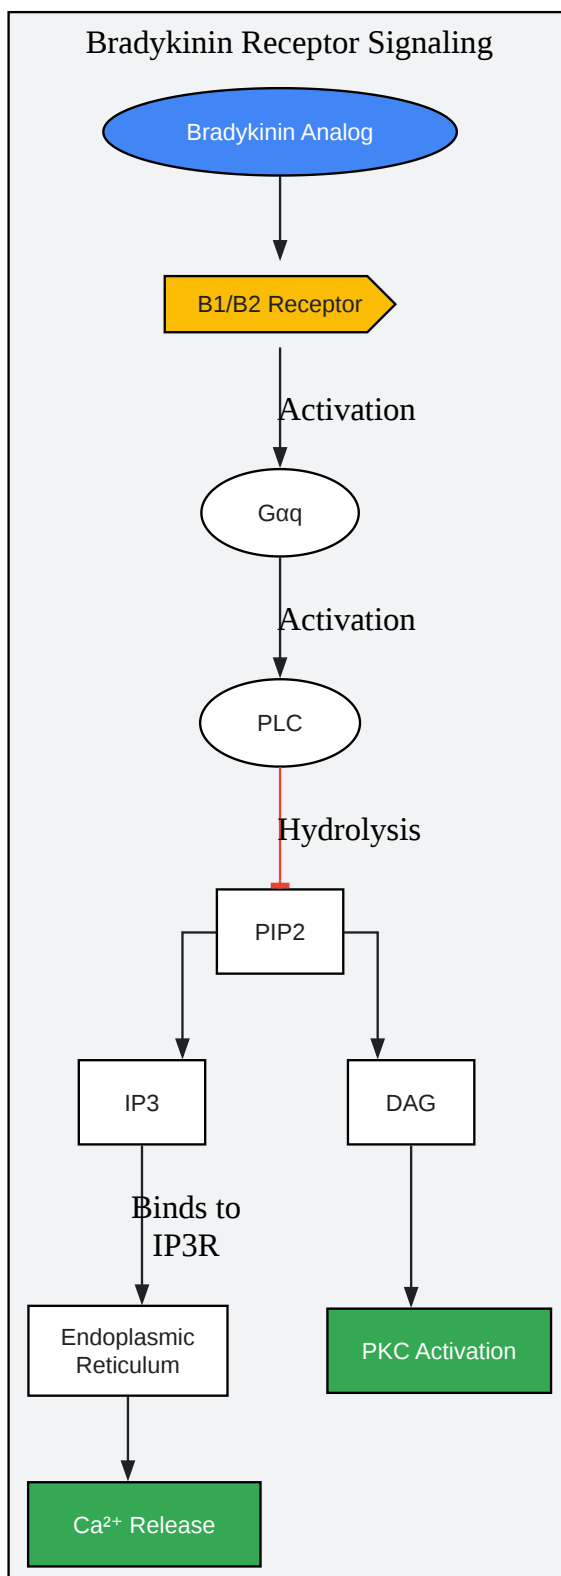 Bradykinin Receptor Signaling
Bradykinin Analog
B1/B2 Receptor
Activation
Gαq
Activation
PLC
Hydrolysis
PIP2
IP3
DAG
Binds to
IP3R
Endoplasmic
Reticulum
PKC Activation
Ca²⁺ Release